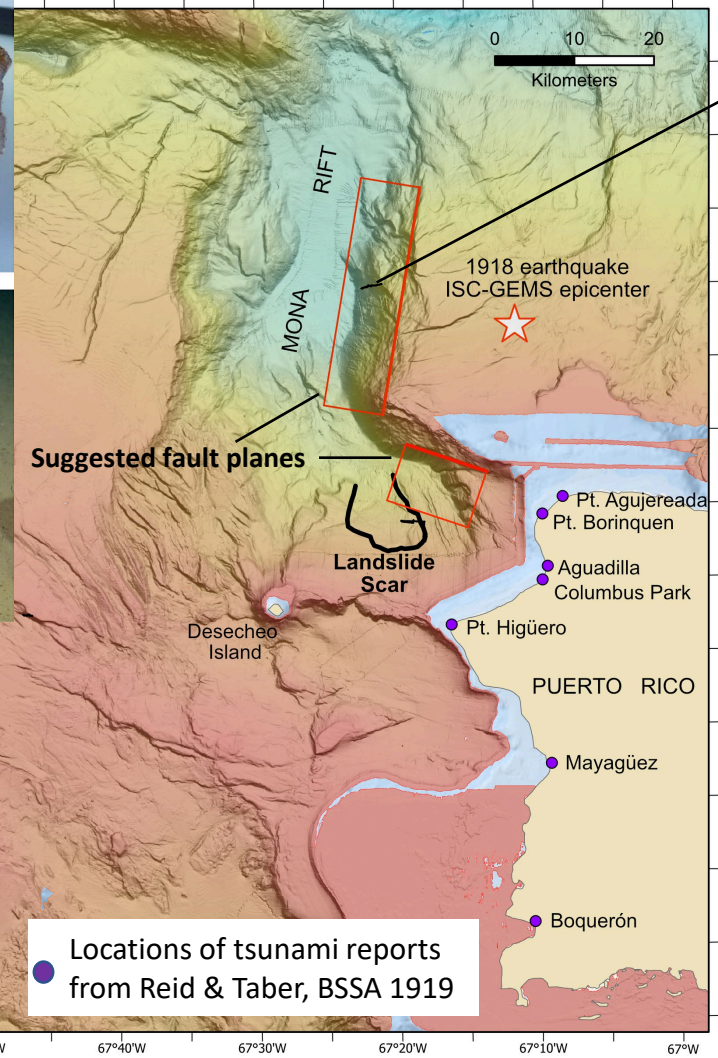 0 10 20
Kilometers
RIFT
MONA
1918 earthquake
ISC-GEMS epicenter
Suggested fault planes
Landslide
Scar
Pt. Agujereada
Pt. Borinquen
Aguadilla
Columbus Park
Desecheo
Island
Pt. Higüero
PUERTO RICO
Mayagüez
Boquerón
Locations of tsunami reports
from Reid & Taber, BSSA 1919
W 67°40'W 67°30'W 67°20'W 67°10'W 67°W